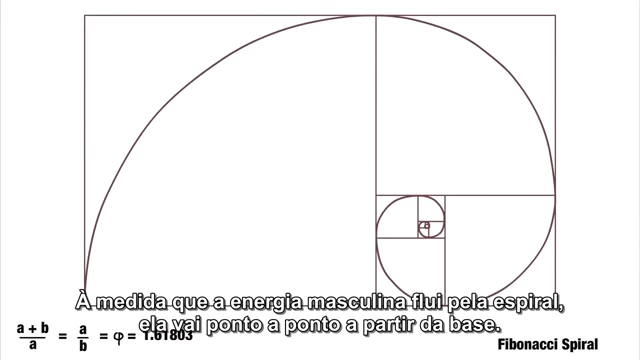 À medida que a energia masculina flui pela espiral,
ela vai ponto a ponto a partir da base.
a + b
a
=
a
b
= φ = 1.61803
Fibonacci Spiral